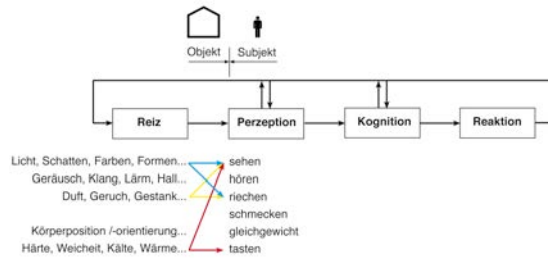 Objekt
Subjekt
Reiz
Perzeption
Kognition
Reaktion
Licht, Schatten, Farben, Formen...
sehen
Geräusch, Klang, Lärm, Hall...
hören
Duft, Geruch, Gestank...
riechen
schmecken
Körperposition /-orientierung...
gleichgewicht
Härte, Weicheit, Kälte, Wärme...
tasten